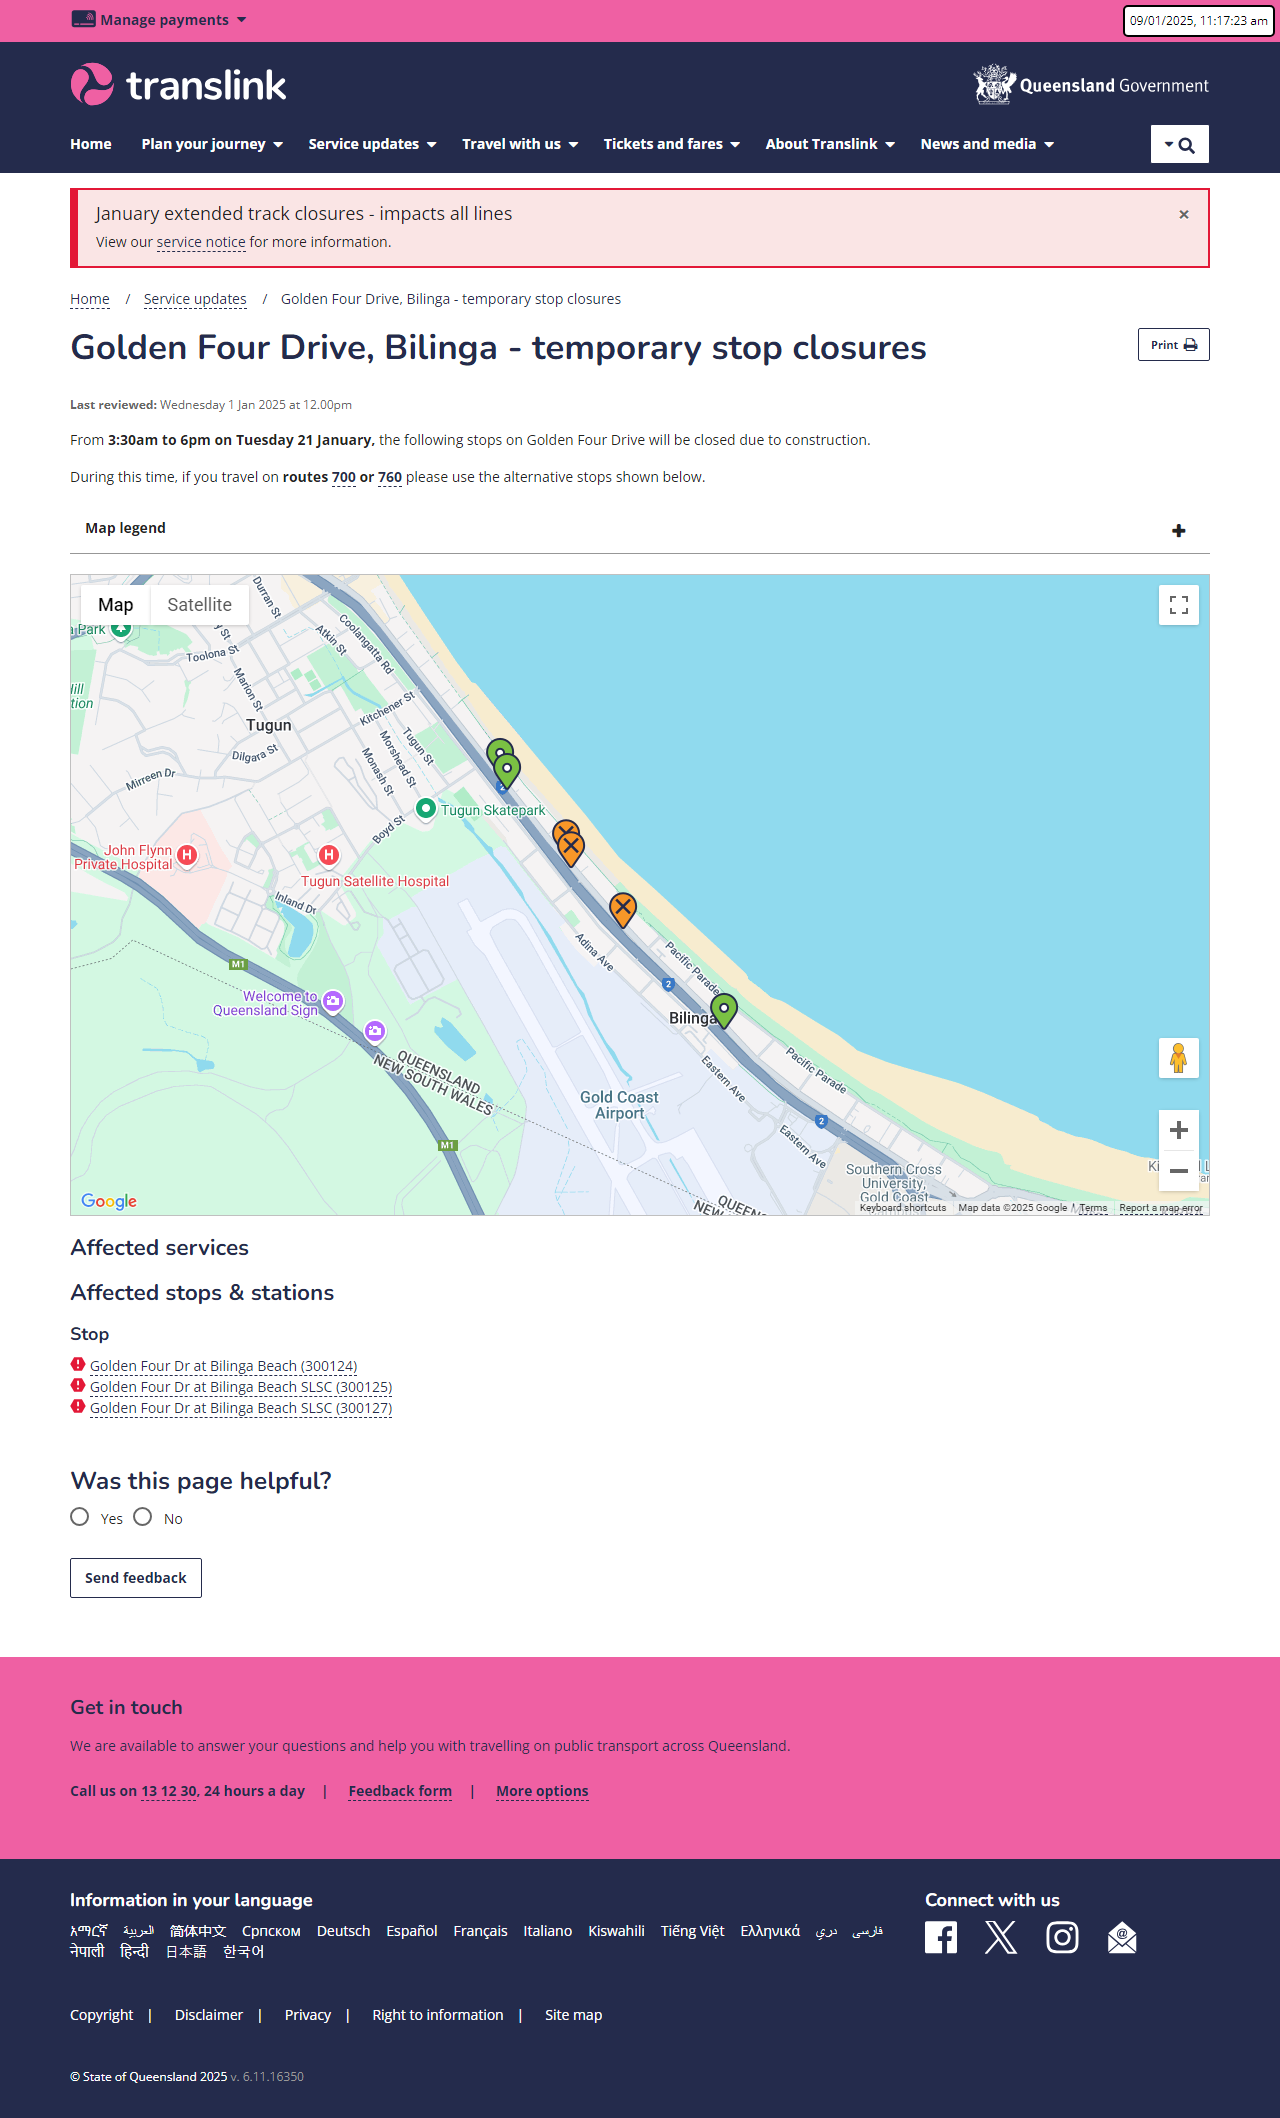 Manage payments
09/01/2025, 11:17:23 am
translink
Queensland Government
Home Plan your journey Service updates Travel with us Tickets and fares About Translink News and media
January extended track closures - impacts all lines
×
View our service notice for more information.
Home / Service updates / Golden Four Drive, Bilinga - temporary stop closures
Golden Four Drive, Bilinga - temporary stop closures
Print
Last reviewed: Wednesday 1 Jan 2025 at 12.00pm
From 3:30am to 6pm on Tuesday 21 January, the following stops on Golden Four Drive will be closed due to construction.
During this time, if you travel on routes 700 or 760 please use the alternative stops shown below.
Map legend
Map Satellite
Durran St
a Park
y St
Atkin St
Coolangatta Rd
Toolona St
Marion St
Hill
tion
Kitchener St
Tugun
Tugun St
Morshead St
Dilgara St
Monash St
Mirreen Dr
2
Tugun Skatepark
Boyd St
John Flynn
Private Hospital
H
H
Tugun Satellite Hospital
Inland Dr
Adina Ave
Pacific Parade
M1
2
Welcome to
Queensland Sign
Bilinga
QUEENSLAND
NEW SOUTH WALES
Pacific Parade
Eastern Ave
Gold Coast
Airport
2
Eastern Ave
M1
Southern Cross
University,
Gold Coast
QUEEN
NEW SOUT
Google
Keyboard shortcuts Map data ©2025 Google Terms Report a map error
Affected services
Affected stops & stations
Stop
Golden Four Dr at Bilinga Beach (300124)
Golden Four Dr at Bilinga Beach SLSC (300125)
Golden Four Dr at Bilinga Beach SLSC (300127)
Was this page helpful?
Yes No
Send feedback
Get in touch
We are available to answer your questions and help you with travelling on public transport across Queensland.
Call us on 13 12 30, 24 hours a day | Feedback form | More options
Information in your language
አማርኛ العربية 简体中文 Српском Deutsch Español Français Italiano Kiswahili Tiếng Việt Ελληνικά دری فارسی
नेपाली हिन्दी 日本語 한국어
Connect with us
Copyright | Disclaimer | Privacy | Right to information | Site map
© State of Queensland 2025 v. 6.11.16350